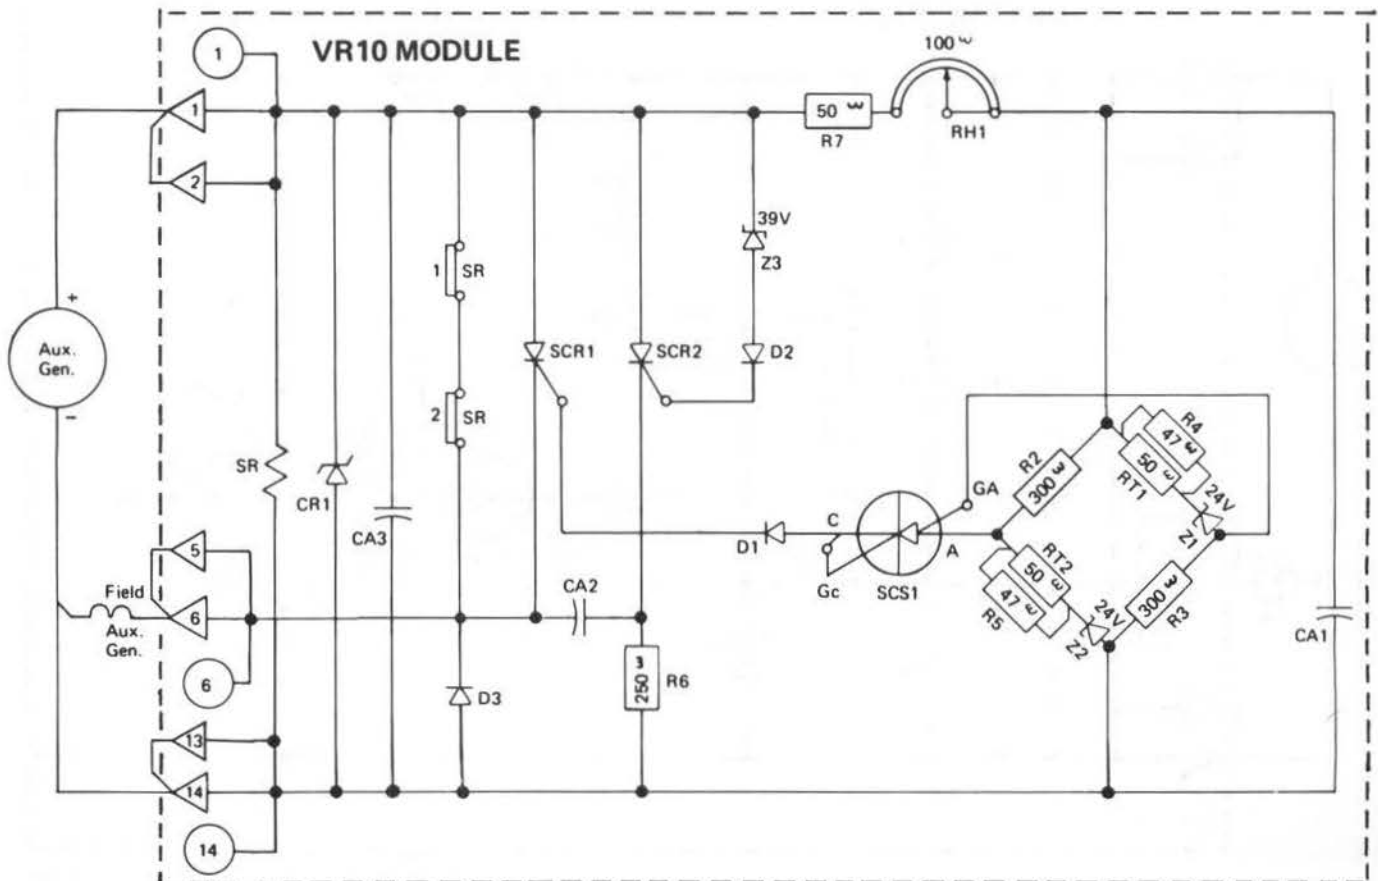 VR10 MODULE
1
100 ω
1
50 ω
R7
RH1
2
39V
Z3
+
1 SR
Aux.
Gen.
SCR1
SCR2
D2
−
2 SR
R4
47 ω
50 ω
RT1
SR
R2
300 ω
24V
Z1
CR1
GA
CA3
C
D1
A
Gc
SCS1
5
RT2
50 ω
47 ω
R5
24V
Z2
300 ω
R3
Field
6
Aux.
Gen.
CA2
CA1
6
D3
250 ω
R6
13
14
14